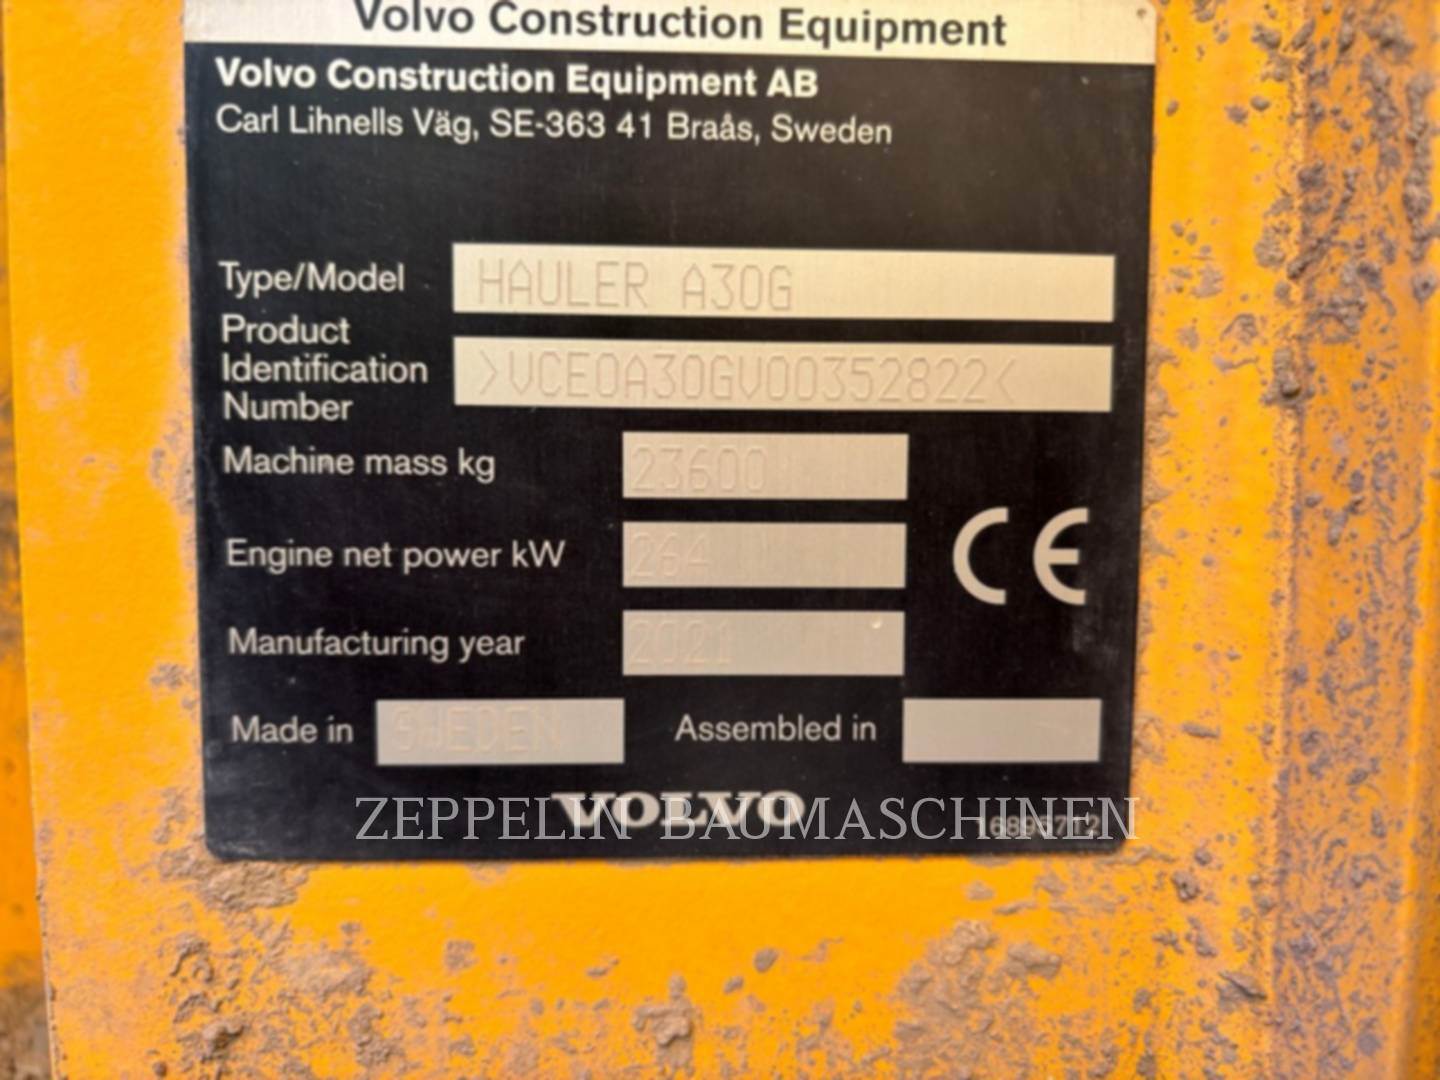 Volvo Construction Equipment
Volvo Construction Equipment AB
Carl Lihnells Väg, SE-363 41 Braås, Sweden
Type/Model HAULER A30G
Product Identification Number >VCE0A30GV00352822<
Machine mass kg 23600
Engine net power kW 264
CE
Manufacturing year 2021
Made in SWEDEN Assembled in
VOLVO
ZEPPELIN BAUMASCHINEN